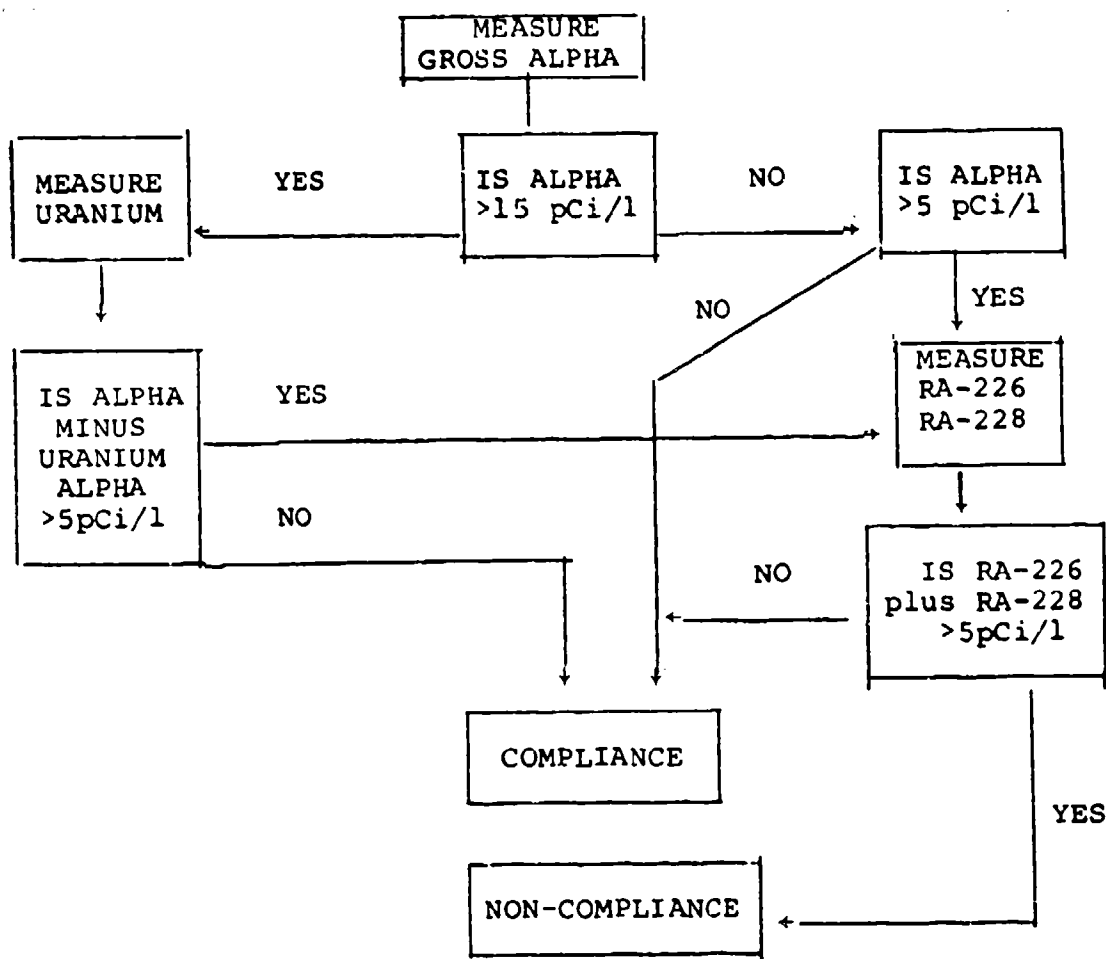 MEASURE
GROSS ALPHA
MEASURE
URANIUM
YES
IS ALPHA
>15 pCi/l
NO
IS ALPHA
>5 pCi/l
NO
YES
IS ALPHA
MINUS
URANIUM
ALPHA
>5pCi/l
YES
NO
MEASURE
RA-226
RA-228
NO
IS RA-226
plus RA-228
>5pCi/l
COMPLIANCE
YES
NON-COMPLIANCE